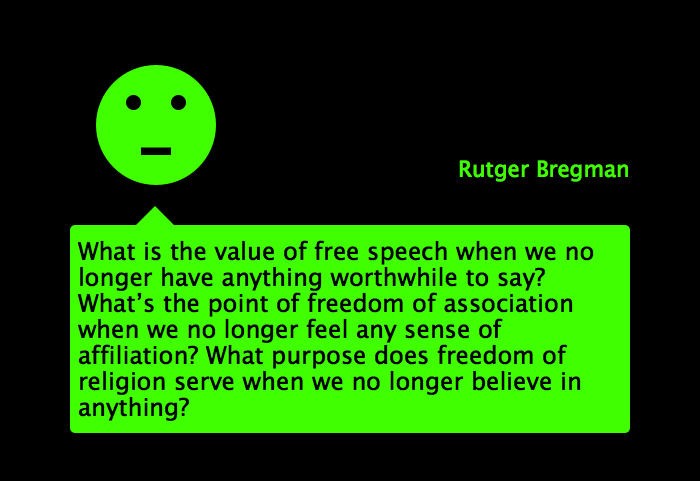 Rutger Bregman
What is the value of free speech when we no
longer have anything worthwhile to say?
What’s the point of freedom of association
when we no longer feel any sense of
affiliation? What purpose does freedom of
religion serve when we no longer believe in
anything?